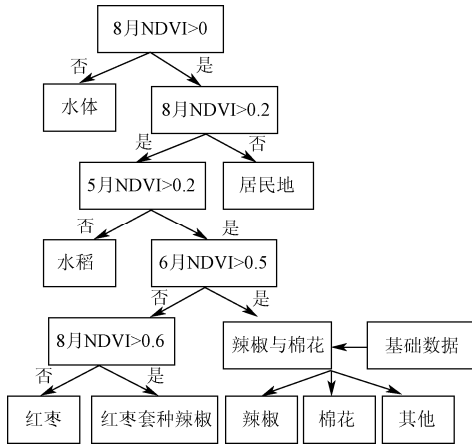 8月NDVI>0
否
是
水体
8月NDVI>0.2
是
否
5月NDVI>0.2
居民地
否
是
水稻
6月NDVI>0.5
否
是
8月NDVI>0.6
辣椒与棉花
基础数据
否
是
红枣
红枣套种辣椒
辣椒
棉花
其他